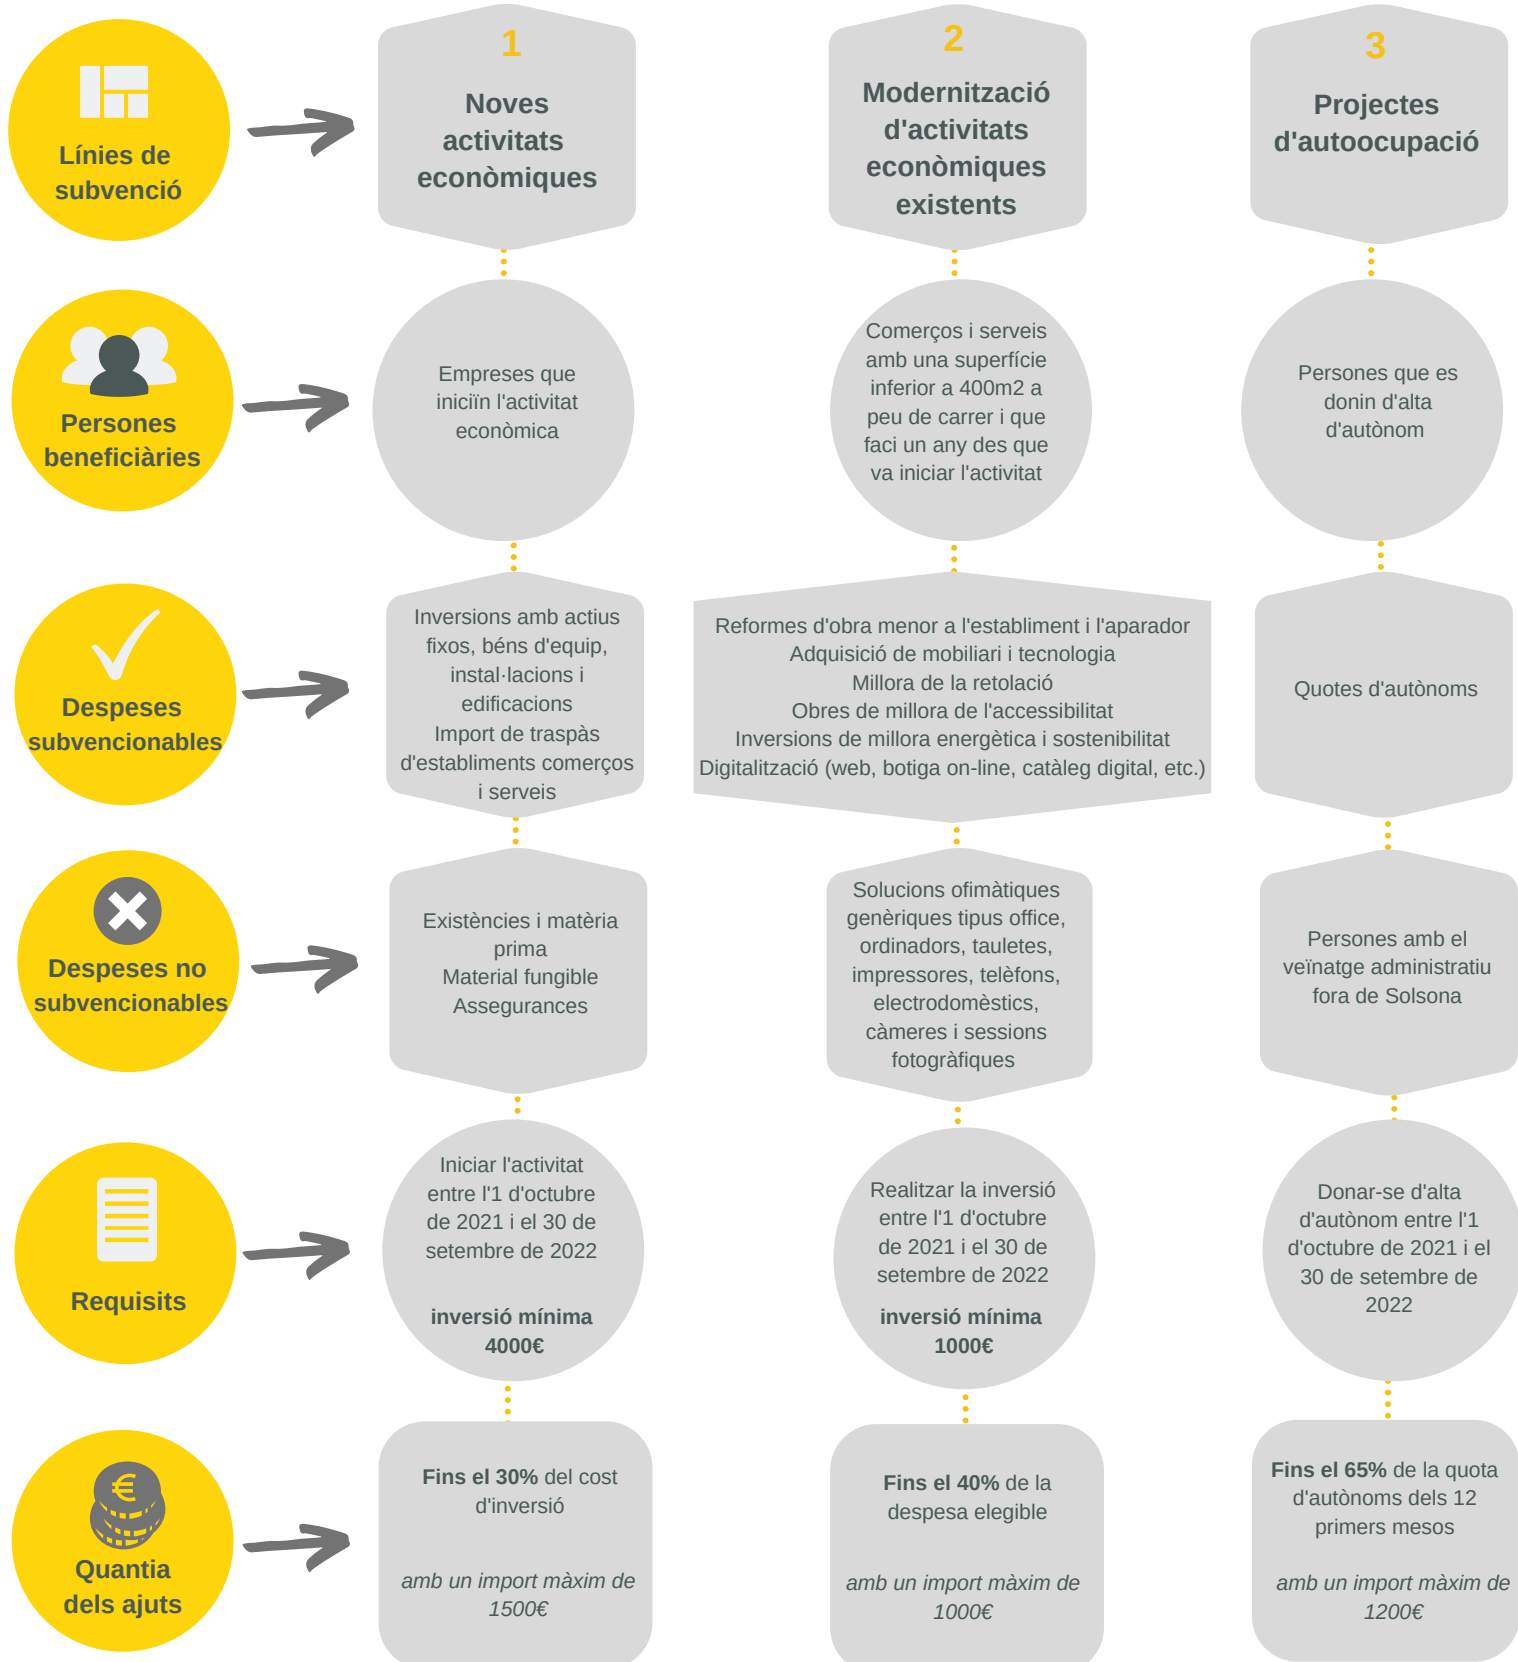 Línies de
subvenció
1
Noves
activitats
econòmiques
2
Modernització
d'activitats
econòmiques
existents
3
Projectes
d'autoocupació
Persones
beneficiàries
Empreses que
iniciïn l'activitat
econòmica
Comerços i serveis
amb una superfície
inferior a 400m2 a
peu de carrer i que
faci un any des que
va iniciar l'activitat
Persones que es
donin d'alta
d'autònom
Despeses
subvencionables
Inversions amb actius
fixos, béns d'equip,
instal·lacions i
edificacions
Import de traspàs
d'establiments comerços
i serveis
Reformes d'obra menor a l'establiment i l'aparador
Adquisició de mobiliari i tecnologia
Millora de la retolació
Obres de millora de l'accessibilitat
Inversions de millora energètica i sostenibilitat
Digitalització (web, botiga on-line, catàleg digital, etc.)
Quotes d'autònoms
Despeses no
subvencionables
Existències i matèria
prima
Material fungible
Assegurances
Solucions ofimàtiques
genèriques tipus office,
ordinadors, tauletes,
impressores, telèfons,
electrodomèstics,
càmeres i sessions
fotogràfiques
Persones amb el
veïnatge administratiu
fora de Solsona
Requisits
Iniciar l'activitat
entre l'1 d'octubre
de 2021 i el 30 de
setembre de 2022
inversió mínima
4000€
Realitzar la inversió
entre l'1 d'octubre
de 2021 i el 30 de
setembre de 2022
inversió mínima
1000€
Donar-se d'alta
d'autònom entre l'1
d'octubre de 2021 i el
30 de setembre de
2022
Quantia
dels ajuts
Fins el 30% del cost
d'inversió
amb un import màxim de
1500€
Fins el 40% de la
despesa elegible
amb un import màxim de
1000€
Fins el 65% de la quota
d'autònoms dels 12
primers mesos
amb un import màxim de
1200€